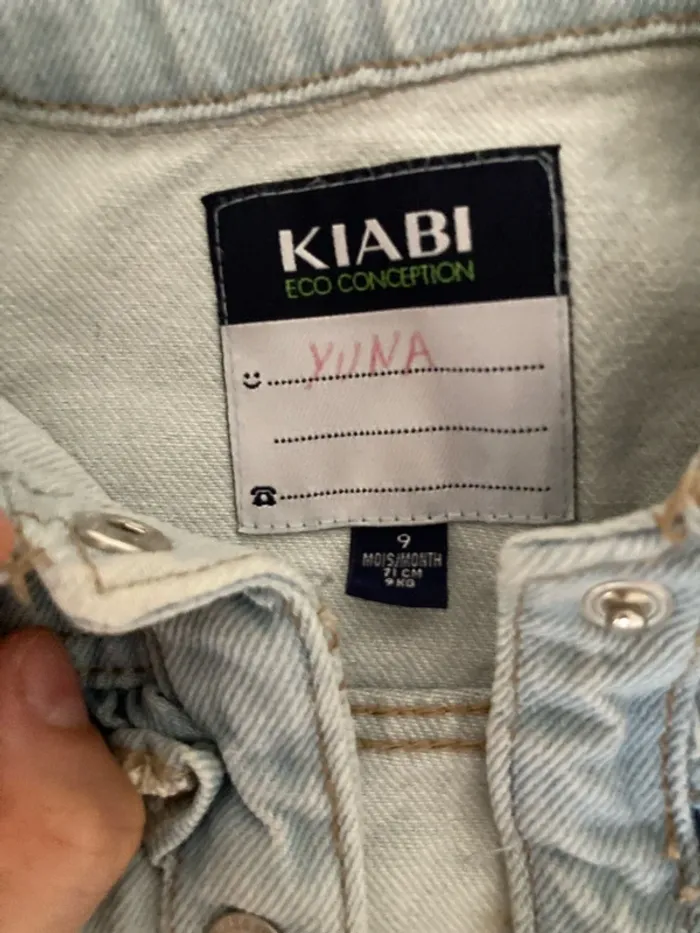 KIABI
ECO CONCEPTION
YUNA
9
MOIS/MONTH
71 CM
9 KG